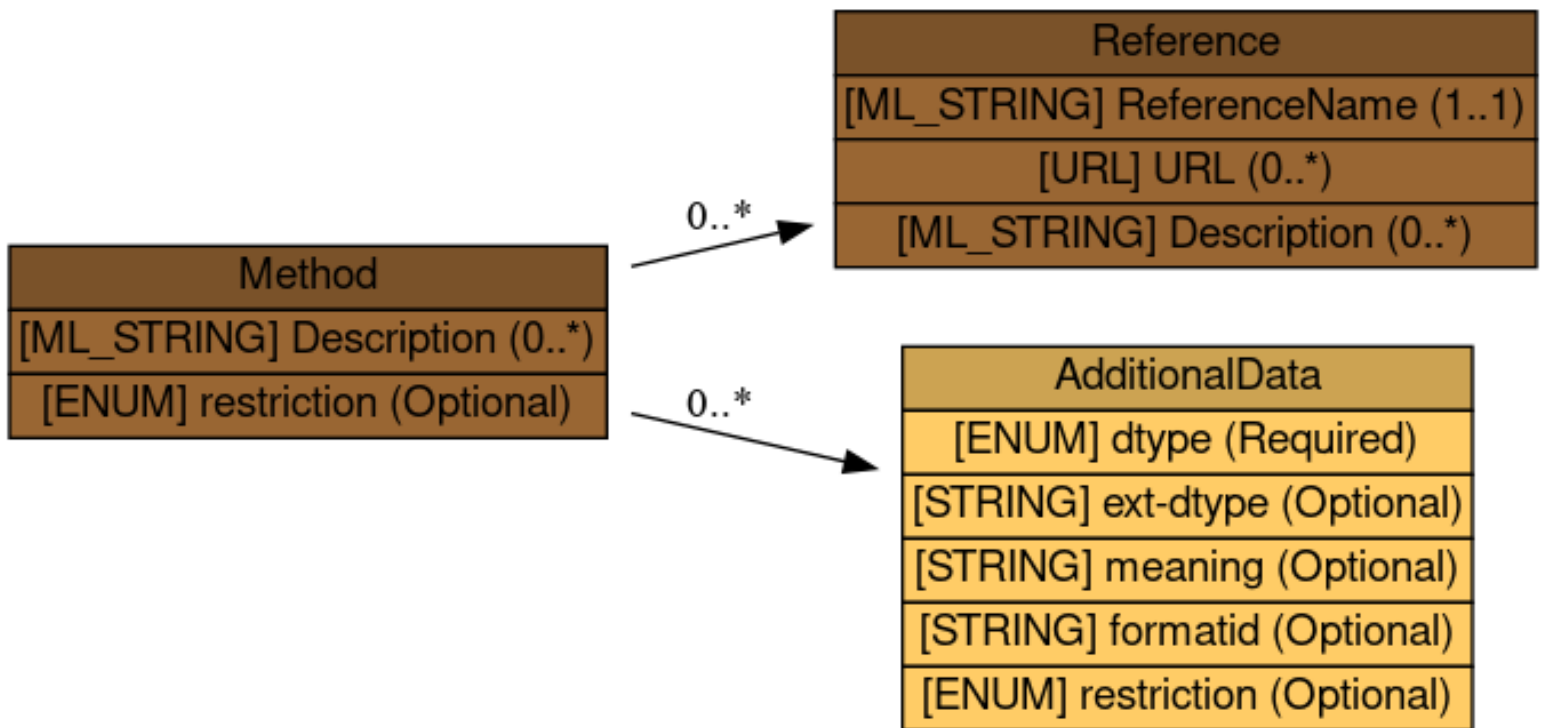 Reference
[ML_STRING] ReferenceName (1..1)
[URL] URL (0..*)
[ML_STRING] Description (0..*)
0..*
Method
[ML_STRING] Description (0..*)
[ENUM] restriction (Optional)
0..*
AdditionalData
[ENUM] dtype (Required)
[STRING] ext-dtype (Optional)
[STRING] meaning (Optional)
[STRING] formatid (Optional)
[ENUM] restriction (Optional)